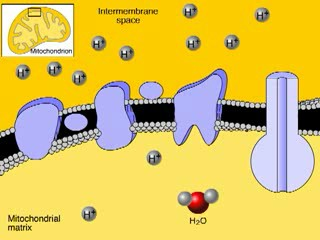 Intermembrane
space
Mitochondrion
H+
H+
H+
H+
H+
H+
H+
H+
H+
H+
H+
Mitochondrial
matrix
H+
H2O